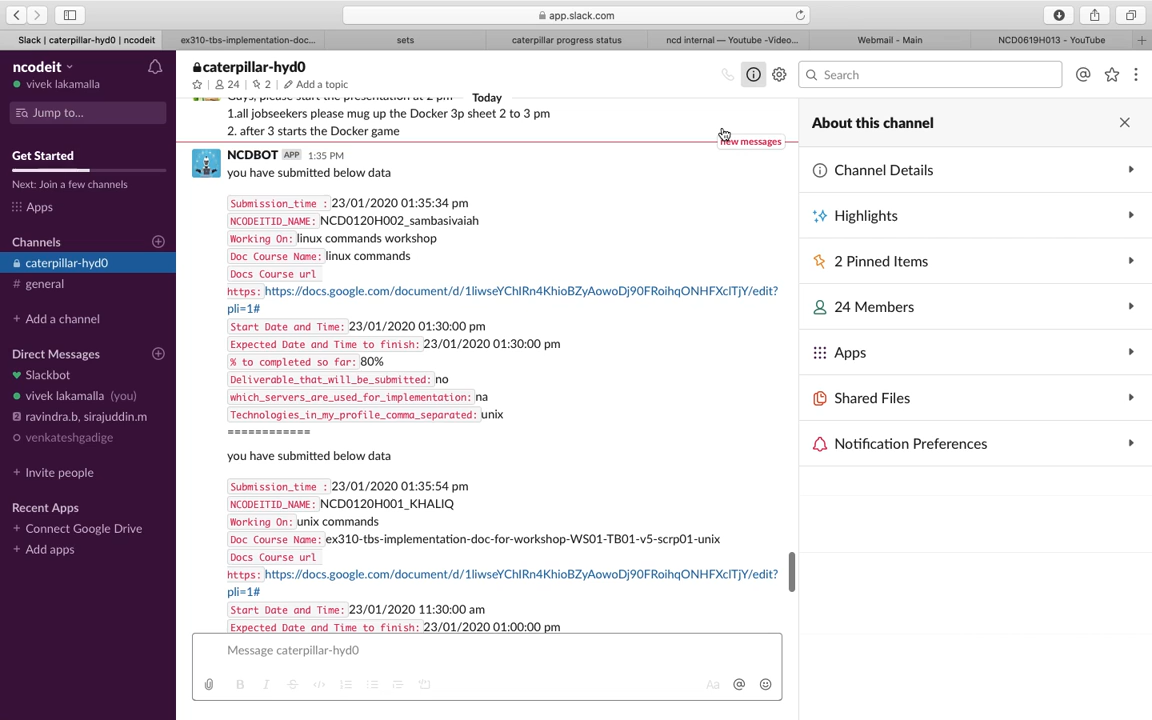 app.slack.com
Slack | caterpillar-hyd0 | ncodeit
ex310-tbs-implementation-doc...
sets
caterpillar progress status
ncd internal — Youtube -Video...
Webmail - Main
NCD0619H013 - YouTube
ncodeit
vivek lakamalla
Jump to...
Get Started
Next: Join a few channels
Apps
Channels
caterpillar-hyd0
# general
+ Add a channel
Direct Messages
Slackbot
vivek lakamalla (you)
2 ravindra.b, sirajuddin.m
venkateshgadige
+ Invite people
Recent Apps
+ Connect Google Drive
+ Add apps
caterpillar-hyd0
24 | 2 | Add a topic
Search
Guys, please start the presentation at 2 pm
Today
1.all jobseekers please mug up the Docker 3p sheet 2 to 3 pm
2. after 3 starts the Docker game
new messages
NCDBOT APP 1:35 PM
you have submitted below data
Submission_time : 23/01/2020 01:35:34 pm
NCODEITID_NAME: NCD0120H002_sambasivaiah
Working On: linux commands workshop
Doc Course Name: linux commands
Docs Course url
https: https://docs.google.com/document/d/1liwseYChIRn4KhioBZyAowoDj90FRoihqONHFXclTjY/edit?
pli=1#
Start Date and Time: 23/01/2020 01:30:00 pm
Expected Date and Time to finish: 23/01/2020 01:30:00 pm
% to completed so far: 80%
Deliverable_that_will_be_submitted: no
which_servers_are_used_for_implementation: na
Technologies_in_my_profile_comma_separated: unix
============
you have submitted below data
Submission_time : 23/01/2020 01:35:54 pm
NCODEITID_NAME: NCD0120H001_KHALIQ
Working On: unix commands
Doc Course Name: ex310-tbs-implementation-doc-for-workshop-WS01-TB01-v5-scrp01-unix
Docs Course url
https: https://docs.google.com/document/d/1liwseYChIRn4KhioBZyAowoDj90FRoihqONHFXclTjY/edit?
pli=1#
Start Date and Time: 23/01/2020 11:30:00 am
Expected Date and Time to finish: 23/01/2020 01:00:00 pm
Message caterpillar-hyd0
B I Aa
About this channel
Channel Details
Highlights
2 Pinned Items
24 Members
Apps
Shared Files
Notification Preferences